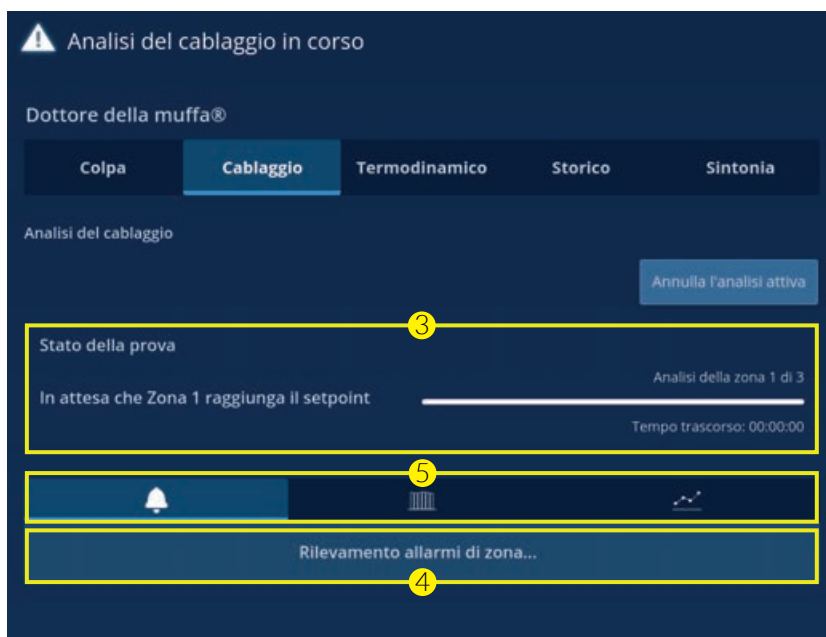 Analisi del cablaggio in corso
Dottore della muffa®
Colpa Cablaggio Termodinamico Storico Sintonia
Analisi del cablaggio
Annulla l'analisi attiva
3
Stato della prova
Analisi della zona 1 di 3
In attesa che Zona 1 raggiunga il setpoint
Tempo trascorso: 00:00:00
5
Rilevamento allarmi di zona...
4